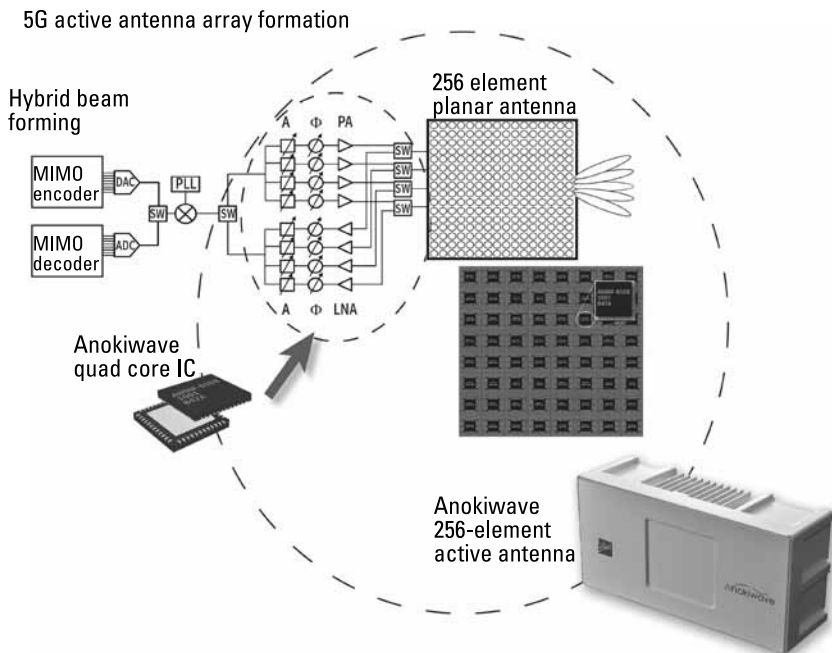 5G active antenna array formation
Hybrid beam
forming
256 element
planar antenna
A Φ PA
MIMO
encoder
DAC
PLL
SW
SW
MIMO
decoder
ADC
SW
SW
SW
SW
A Φ LNA
Anokiwave
quad core IC
Anokiwave
256-element
active antenna
Anokiwave